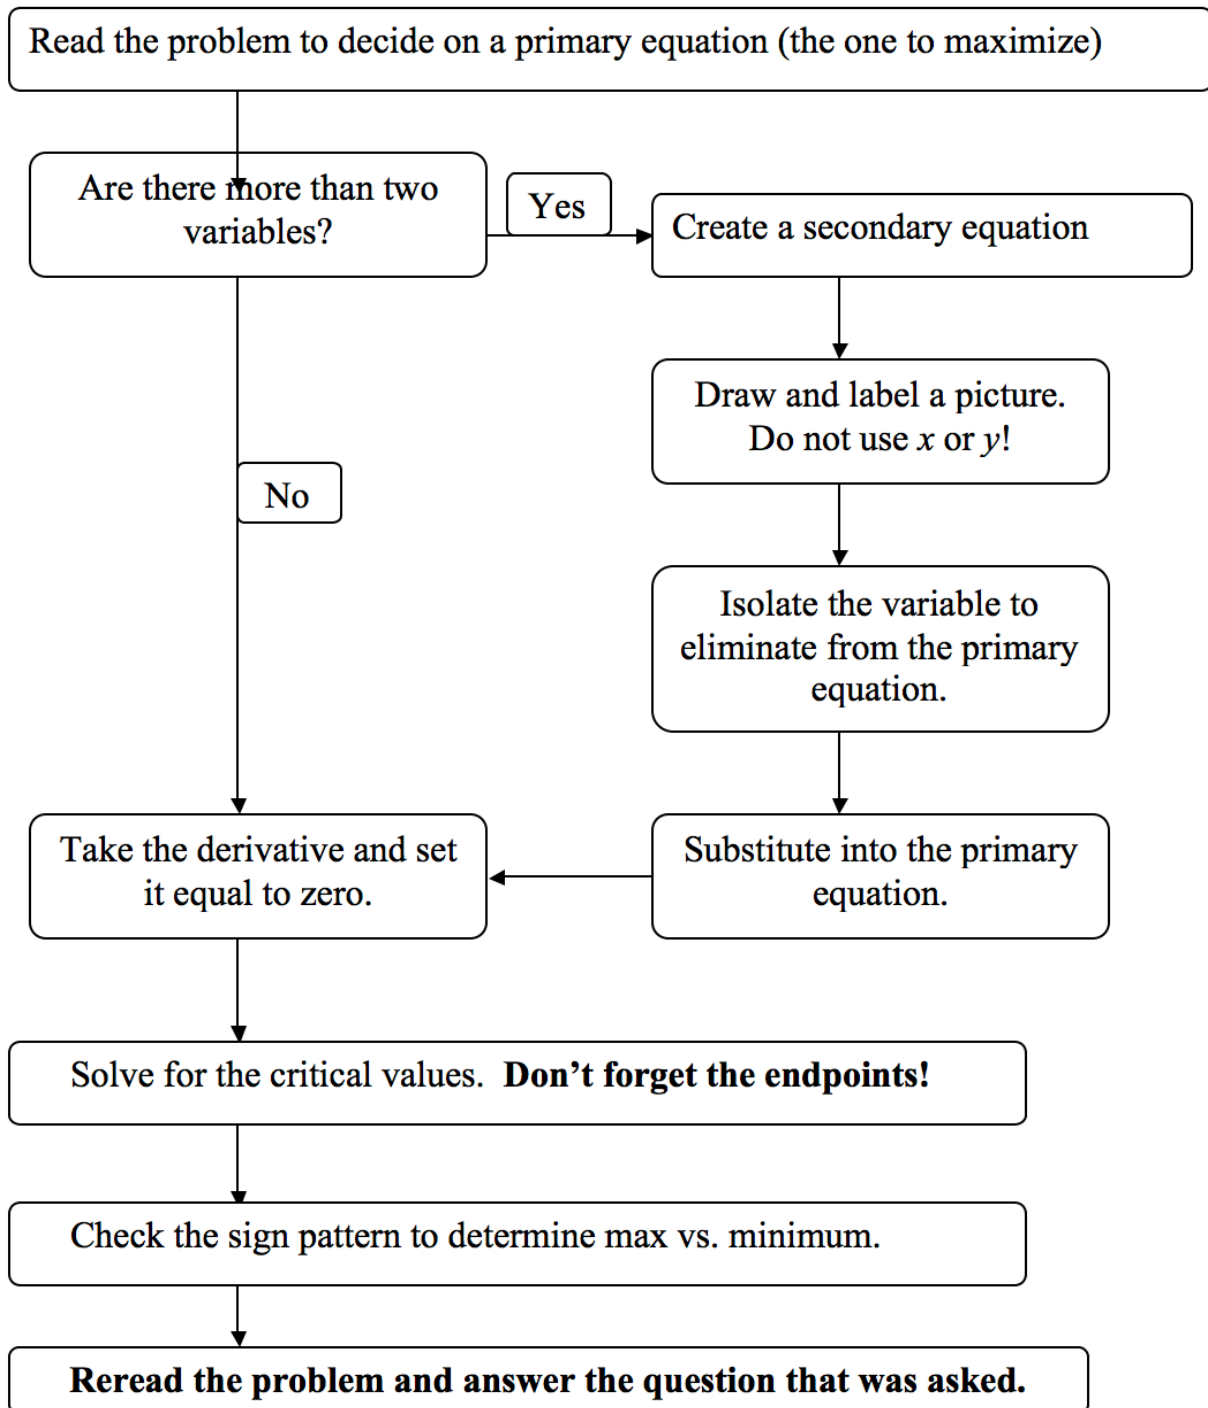 Read the problem to decide on a primary equation (the one to maximize)
Are there more than two
variables?
Yes
Create a secondary equation
Draw and label a picture.
Do not use x or y!
No
Isolate the variable to
eliminate from the primary
equation.
Take the derivative and set
it equal to zero.
Substitute into the primary
equation.
Solve for the critical values.  Don’t forget the endpoints!
Check the sign pattern to determine max vs. minimum.
Reread the problem and answer the question that was asked.